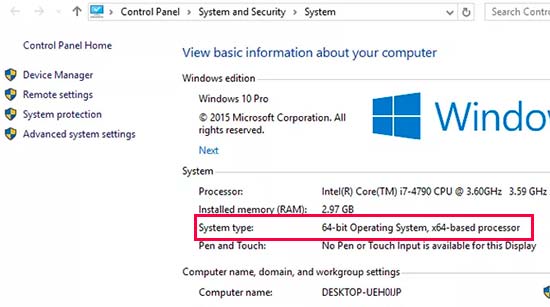 Control Panel > System and Security > System
Search Contro
Control Panel Home
View basic information about your computer
Device Manager
Remote settings
System protection
Advanced system settings
Windows edition
Windows 10 Pro
© 2015 Microsoft Corporation. All
rights reserved.
Next
Window
System
Processor: Intel(R) Core(TM) i7-4790 CPU @ 3.60GHz 3.59 GHz
Installed memory (RAM): 2.97 GB
System type: 64-bit Operating System, x64-based processor
Pen and Touch: No Pen or Touch Input is available for this Display
Computer name, domain, and workgroup settings
Computer name: DESKTOP-UEH0IJP